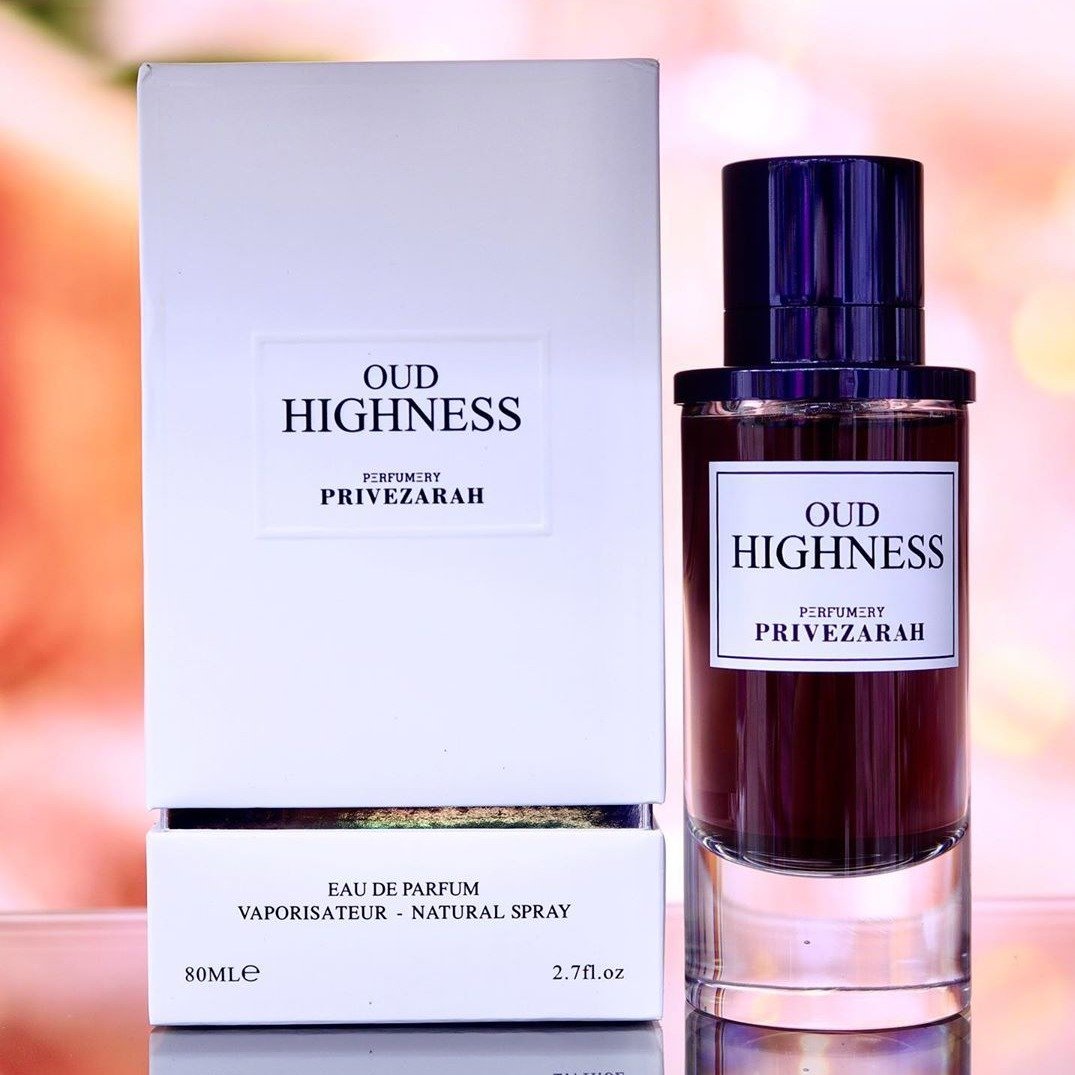 OUD
HIGHNESS
PERFUMERY
PRIVEZARAH
EAU DE PARFUM
VAPORISATEUR - NATURAL SPRAY
80ML℮
2.7fl.oz
OUD
HIGHNESS
PERFUMERY
PRIVEZARAH